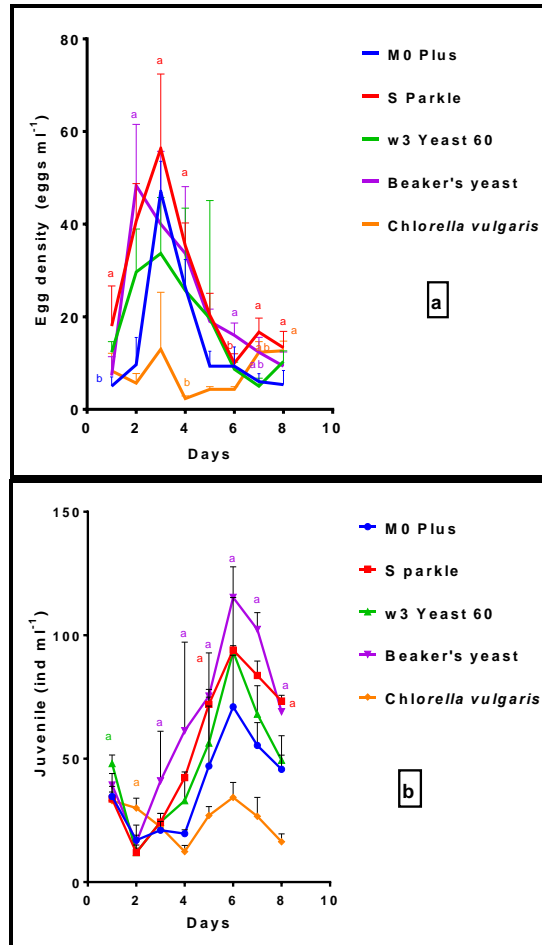 80
60
40
20
0
0 2 4 6 8 10
Egg density (eggs ml-1)
Days
a
a
a
a
a
a
a
b
b
b
ab
ab
M0 Plus
S Parkle
w3 Yeast 60
Beaker's yeast
Chlorella vulgaris
a
150
100
50
0
0 2 4 6 8 10
Juvenile (ind ml-1)
Days
a
a
a
a
a
a
a
a
a
a
M0 Plus
S parkle
w3 Yeast 60
Beaker's yeast
Chlorella vulgaris
b